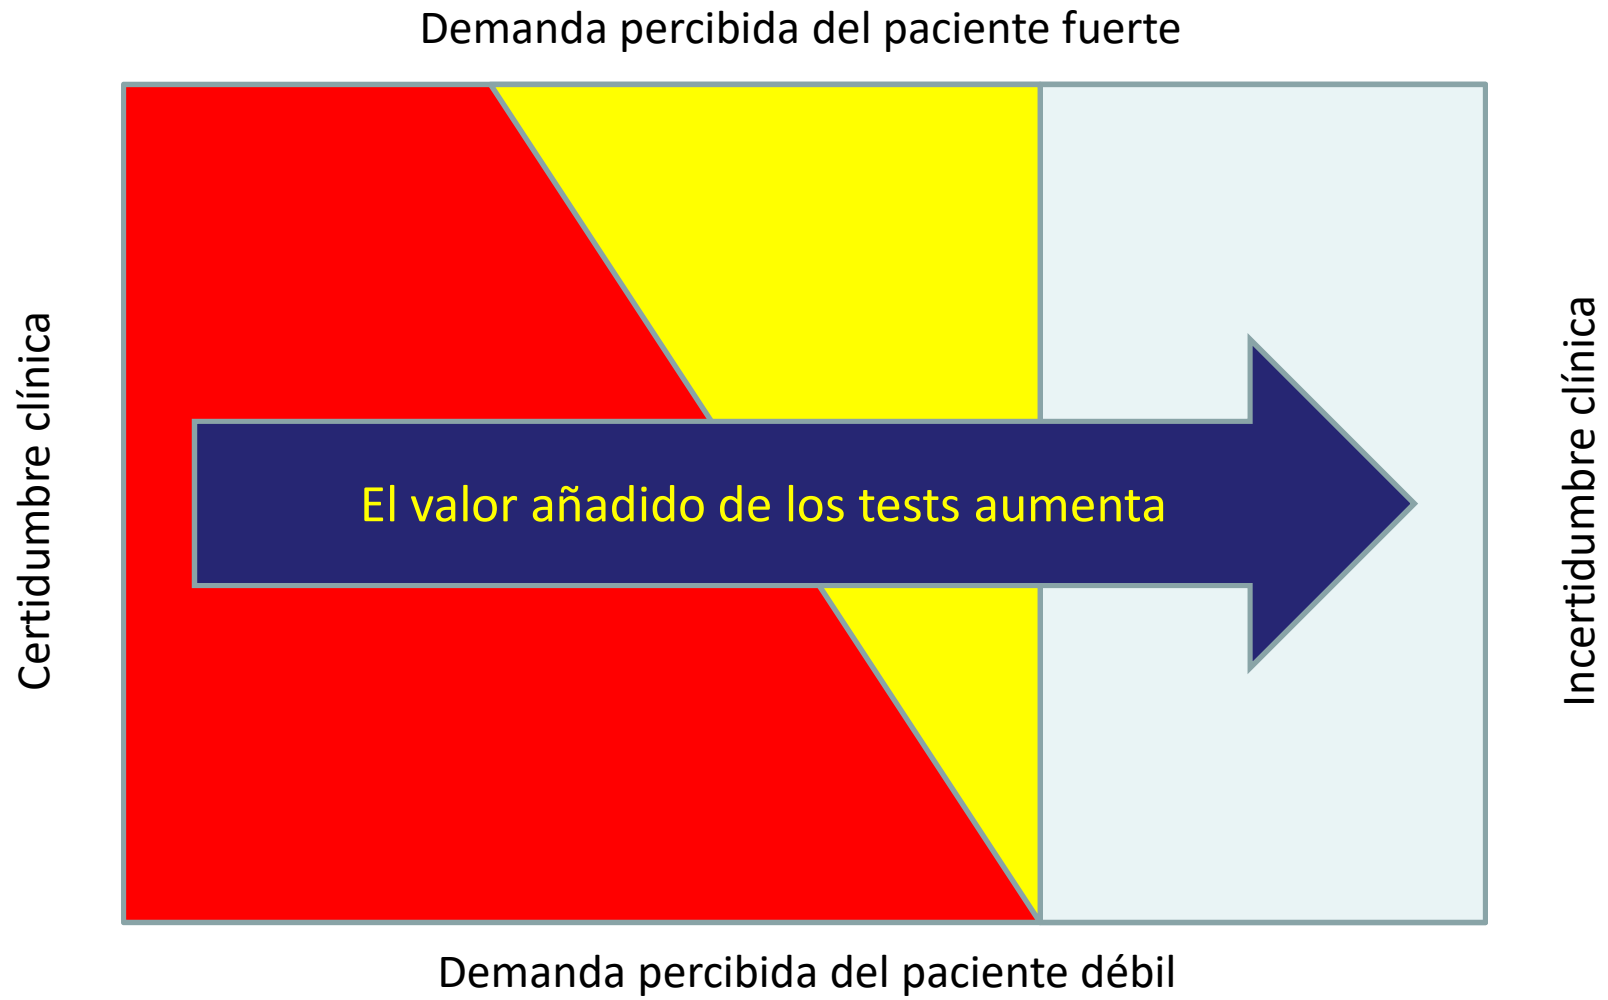 Demanda percibida del paciente fuerte
Certidumbre clínica
El valor añadido de los tests aumenta
Incertidumbre clínica
Demanda percibida del paciente débil